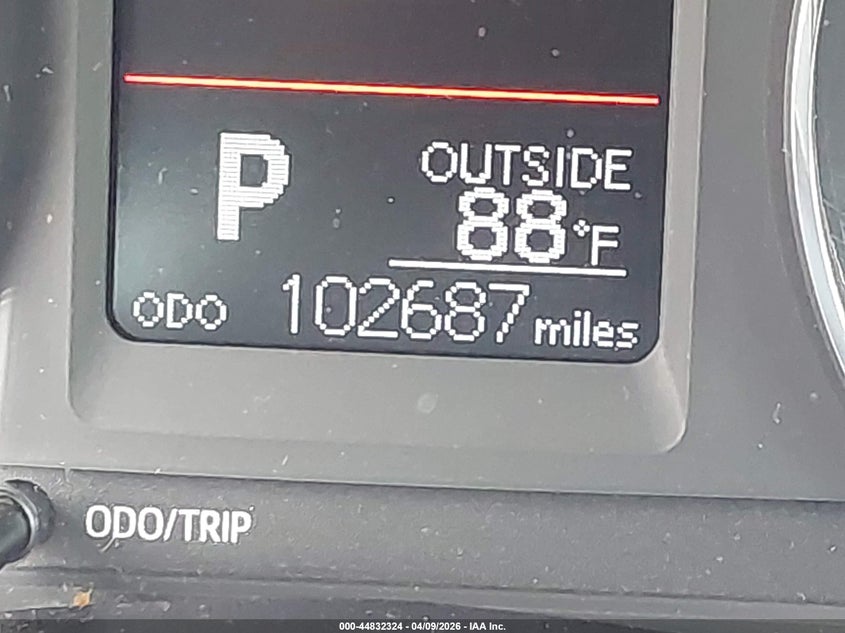 P
OUTSIDE
88°F
ODO 102687 miles
ODO/TRIP
000-44832324 - 04/09/2026 - IAA Inc.